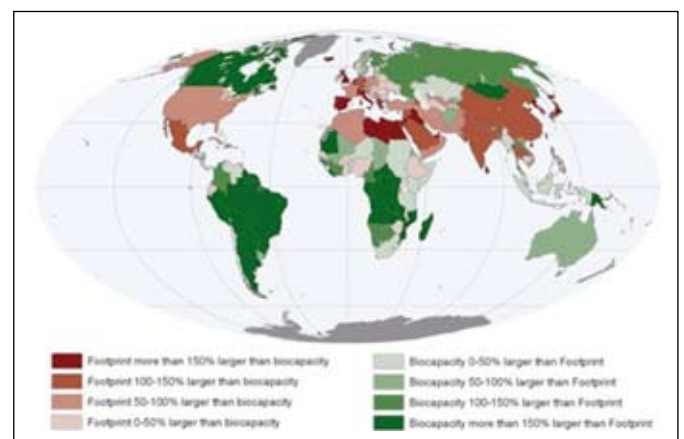 Footprint more than 150% larger than biocapacity
Footprint 100-150% larger than biocapacity
Footprint 50-100% larger than biocapacity
Footprint 0-50% larger than biocapacity
Biocapacity 0-50% larger than Footprint
Biocapacity 50-100% larger than Footprint
Biocapacity 100-150% larger than Footprint
Biocapacity more than 150% larger than Footprint